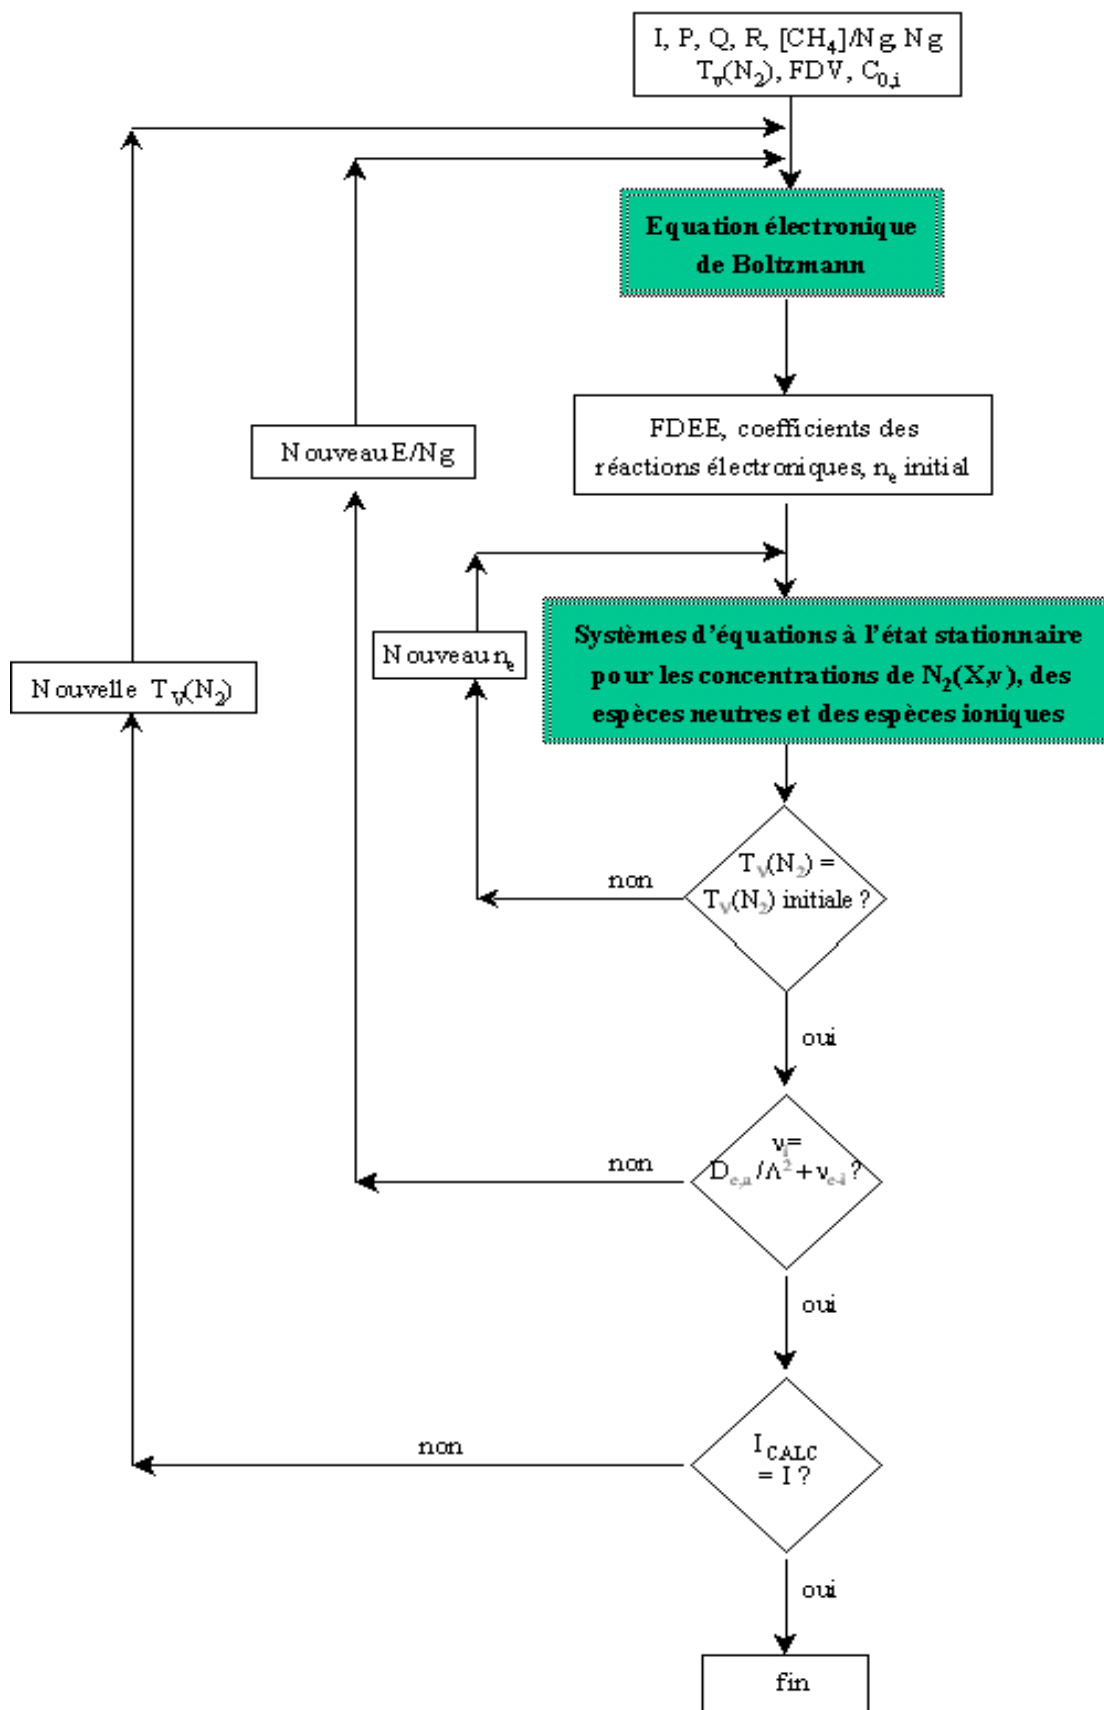 I, P, Q, R, [CH₄]/Ng, Ng
Tᵥ(N₂), FDV, C₀,ᵢ
Equation électronique
de Boltzmann
FDEE, coefficients des
réactions électroniques, nₑ initial
Nouveau E/Ng
Nouveau nₑ
Nouvelle Tᵥ(N₂)
Systèmes d'équations à l'état stationnaire
pour les concentrations de N₂(X,v), des
espèces neutres et des espèces ioniques
Tᵥ(N₂) =
Tᵥ(N₂) initiale ?
non
oui
νᵢ=
Dₑ,ₐ/Λ² + νₑ₋ᵢ ?
non
oui
I CALC
= I ?
non
oui
fin